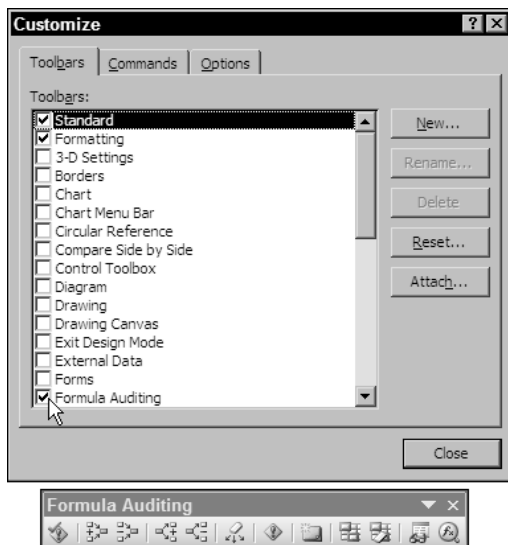 Customize
Toolbars Commands Options
Toolbars:
Standard
Formatting
3-D Settings
Borders
Chart
Chart Menu Bar
Circular Reference
Compare Side by Side
Control Toolbox
Diagram
Drawing
Drawing Canvas
Exit Design Mode
External Data
Forms
Formula Auditing
New...
Rename...
Delete
Reset...
Attach...
Close
Formula Auditing